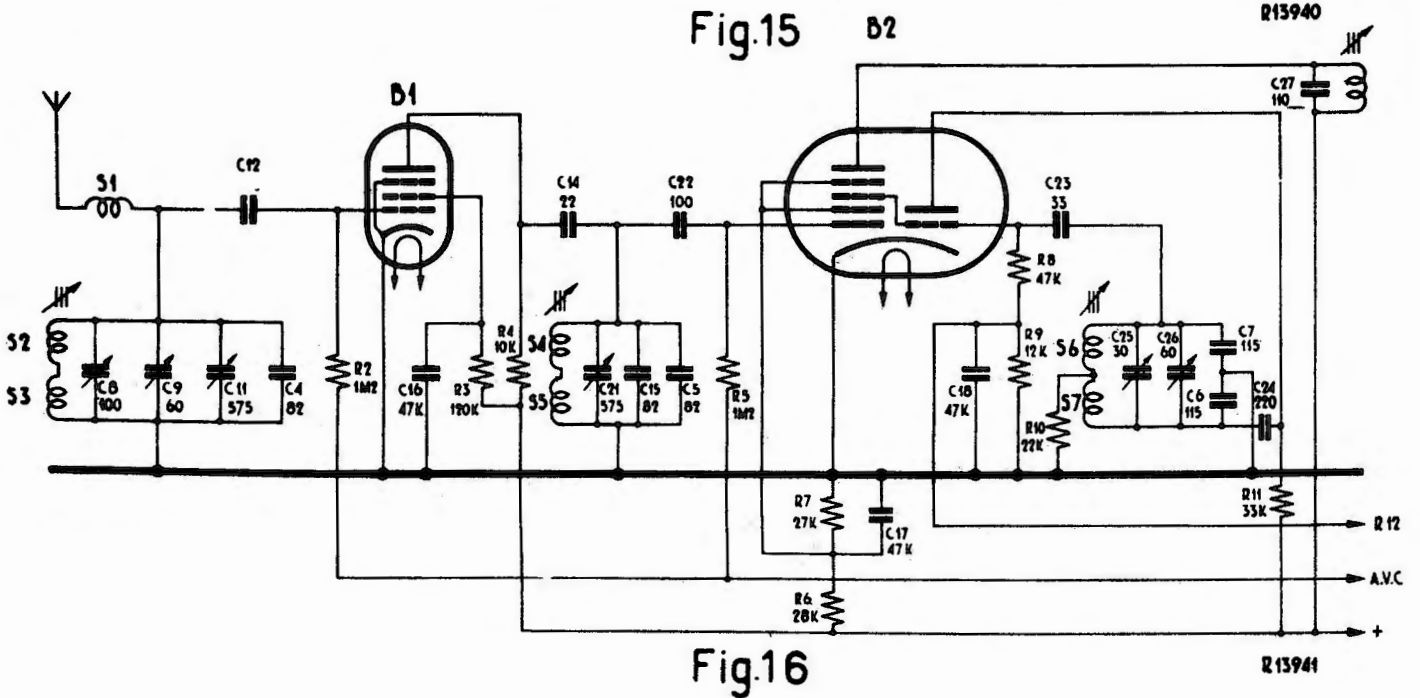 Fig.15
B2
R13940
B1
C27
110
C12
S1
C14
22
C22
100
C23
33
R8
47K
S2
S3
C8
100
C9
60
C11
575
C4
82
R2
1M2
C16
47K
R3
120K
R4
10K
S4
S5
C21
575
C15
82
C5
82
R5
1M2
C18
47K
R9
12K
S6
S7
R10
22K
C25
30
C26
60
C7
115
C6
115
C24
220
R7
27K
C17
47K
R11
33K
R12
A.V.C
R6
28K
+
Fig.16
R13941